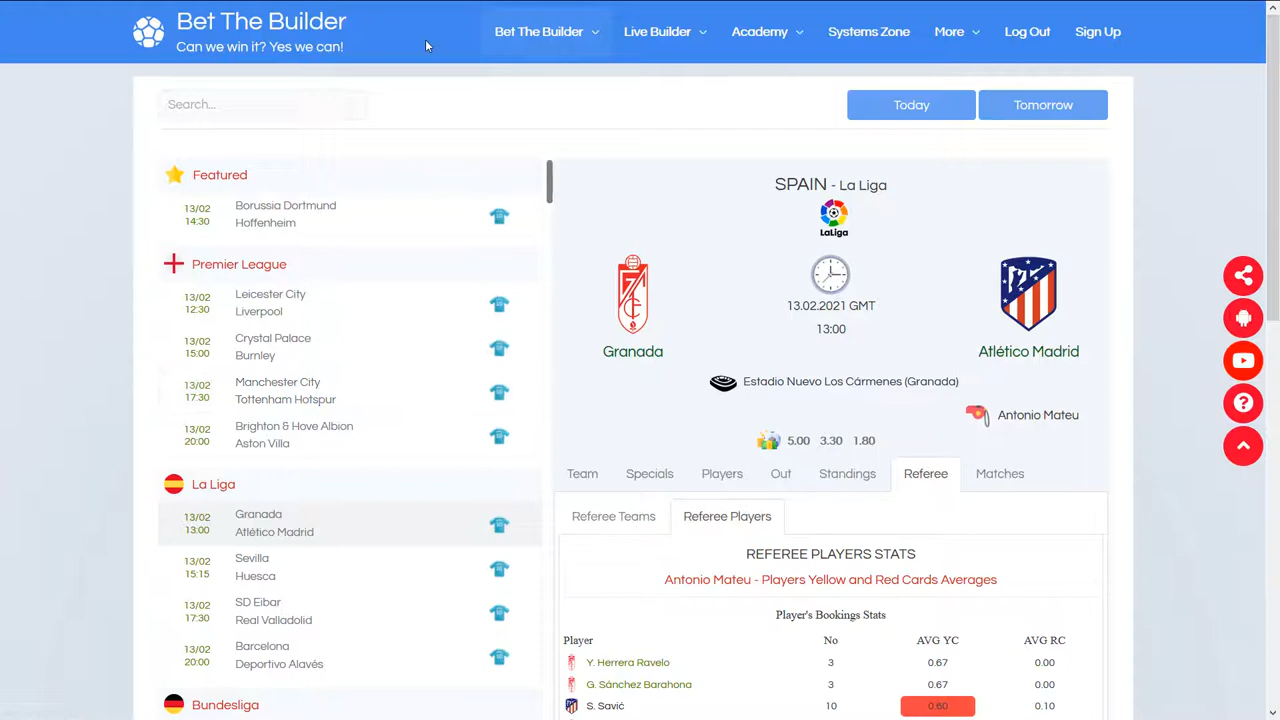 Bet The Builder
Can we win it? Yes we can!
Bet The Builder
Live Builder
Academy
Systems Zone
More
Log Out
Sign Up
Search...
Today
Tomorrow
Featured
13/02
14:30
Borussia Dortmund
Hoffenheim
Premier League
13/02
12:30
Leicester City
Liverpool
13/02
15:00
Crystal Palace
Burnley
13/02
17:30
Manchester City
Tottenham Hotspur
13/02
20:00
Brighton & Hove Albion
Aston Villa
La Liga
13/02
13:00
Granada
Atlético Madrid
13/02
15:15
Sevilla
Huesca
13/02
17:30
SD Eibar
Real Valladolid
13/02
20:00
Barcelona
Deportivo Alavés
Bundesliga
SPAIN - La Liga
LaLiga
13.02.2021 GMT
13:00
Granada
Atlético Madrid
Estadio Nuevo Los Cármenes (Granada)
Antonio Mateu
5.00 3.30 1.80
Team
Specials
Players
Out
Standings
Referee
Matches
Referee Teams
Referee Players
REFEREE PLAYERS STATS
Antonio Mateu - Players Yellow and Red Cards Averages
Player's Bookings Stats
Player No AVG YC AVG RC
Y. Herrera Ravelo 3 0.67 0.00
G. Sánchez Barahona 3 0.67 0.00
S. Savić 10 0.60 0.10